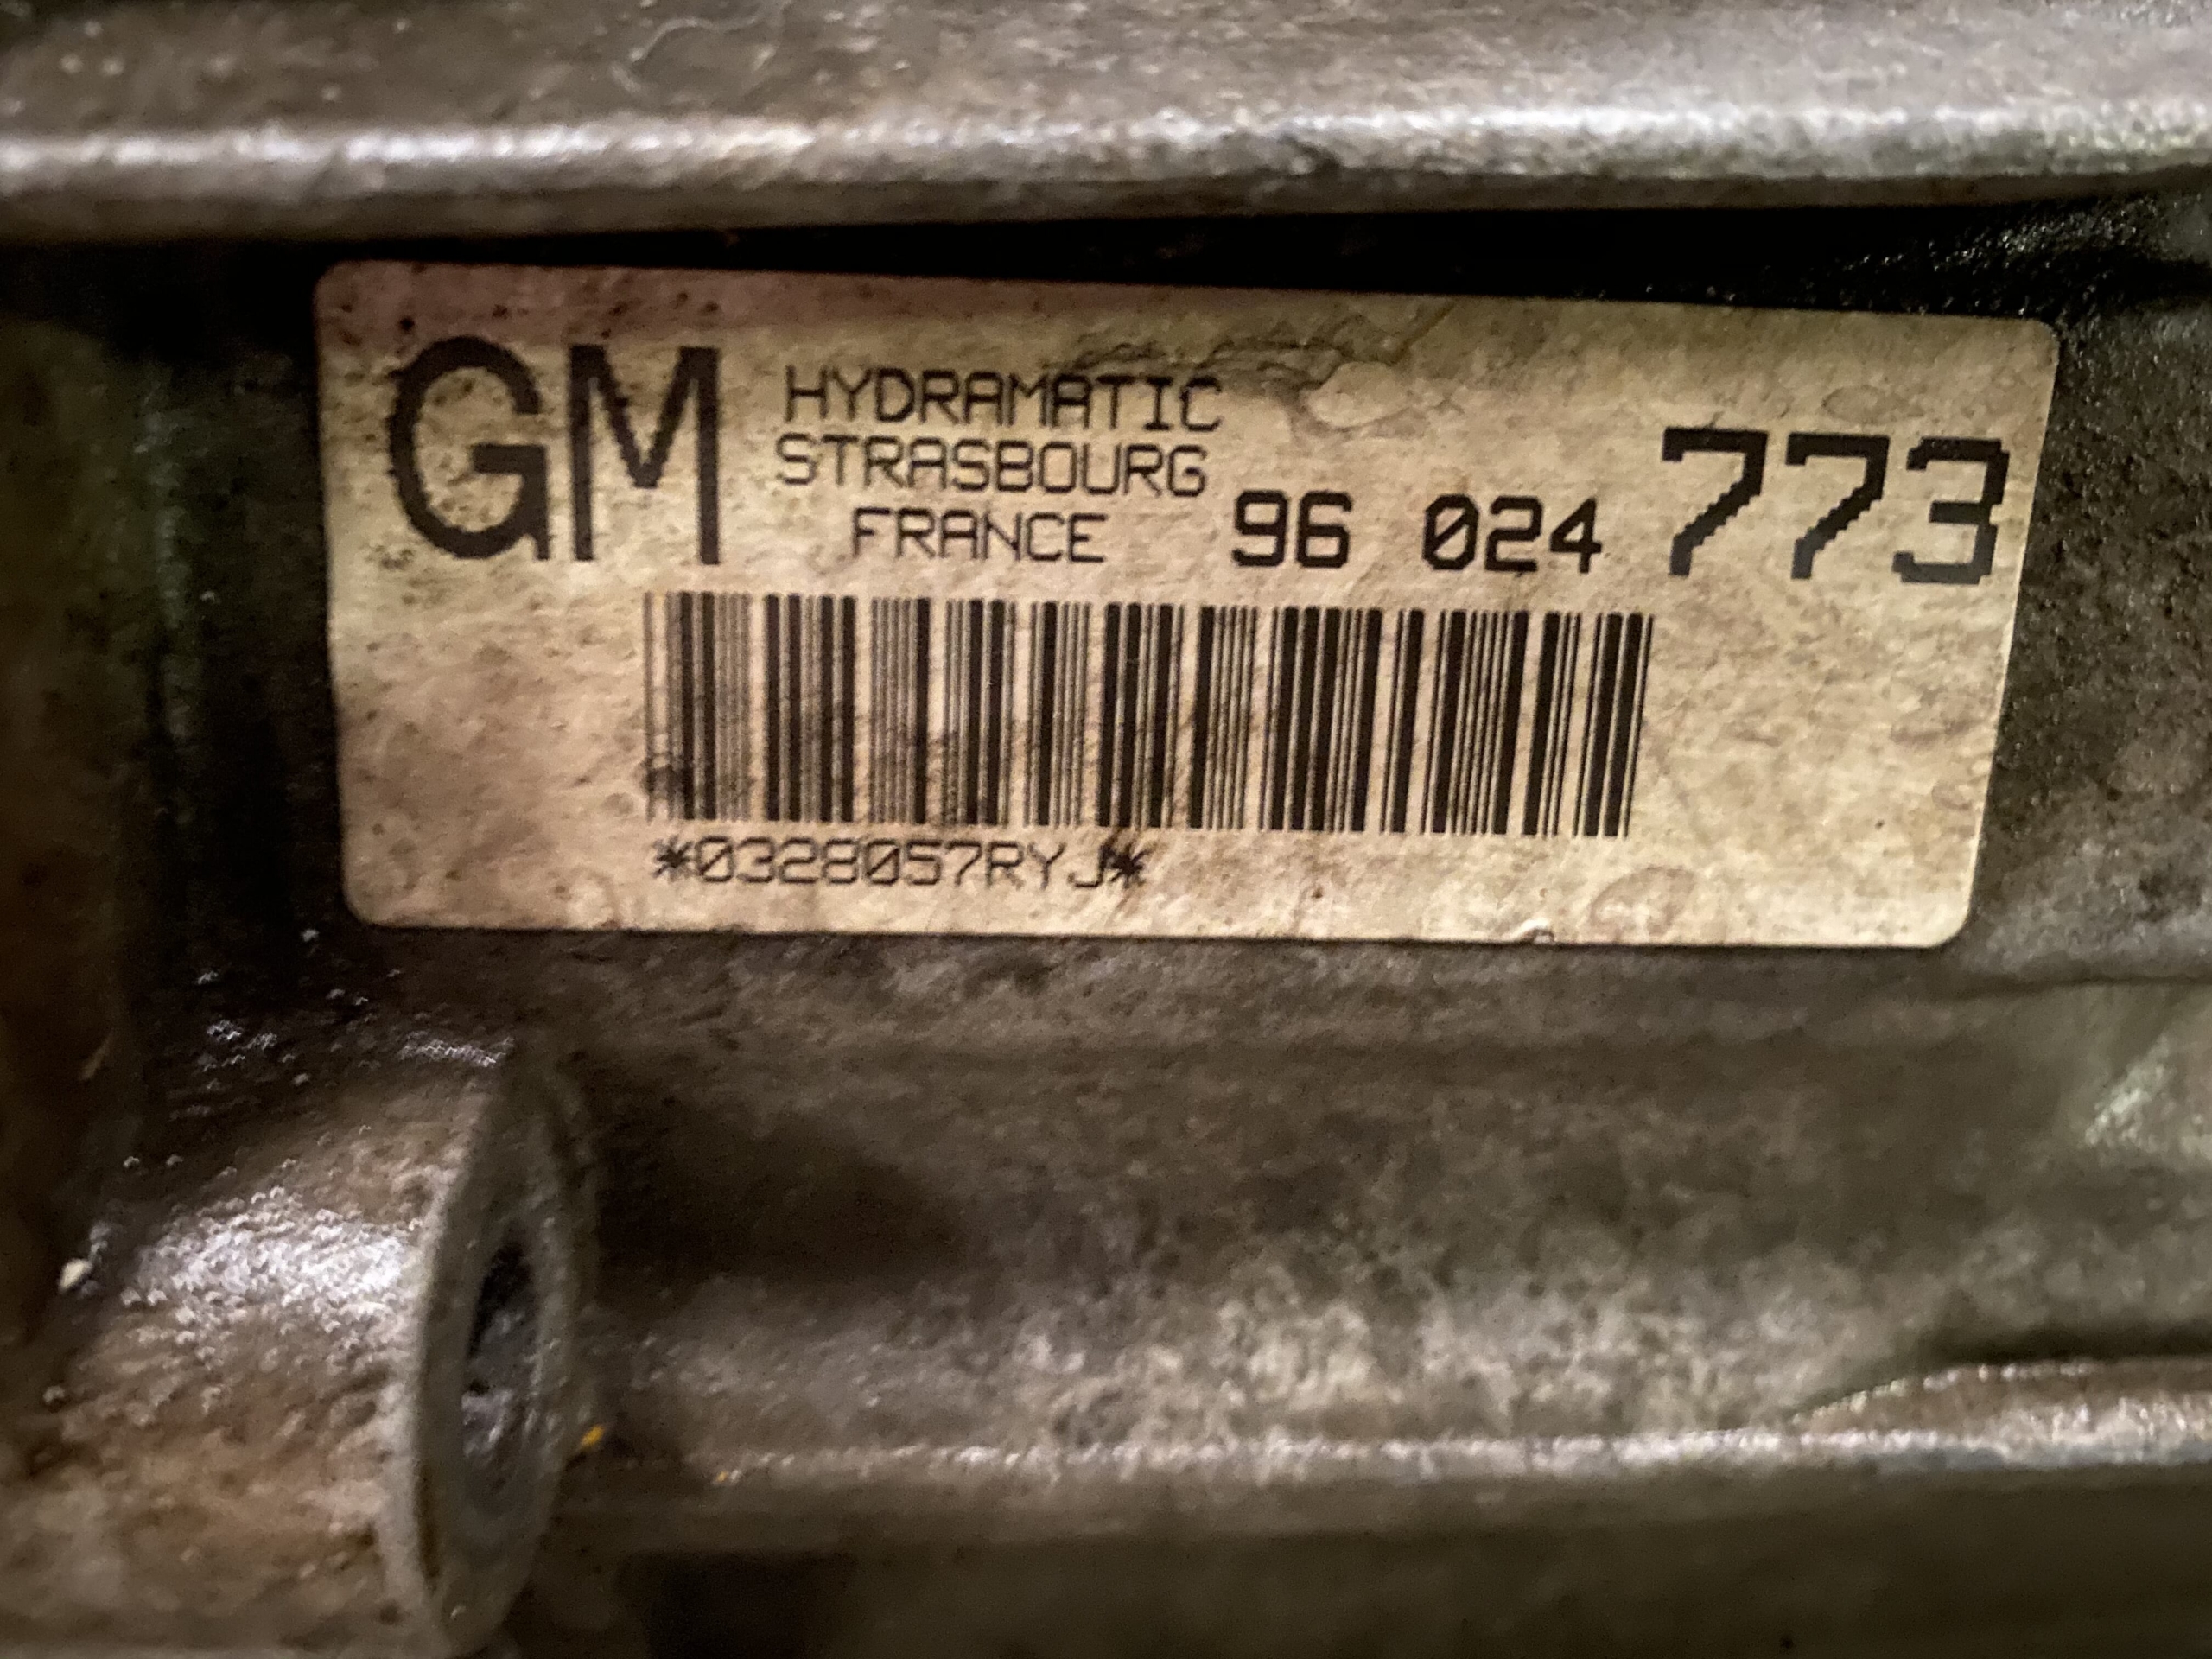 GM HYDRAMATIC
STRASBOURG
FRANCE 96 024 773
*0328057RYJ*